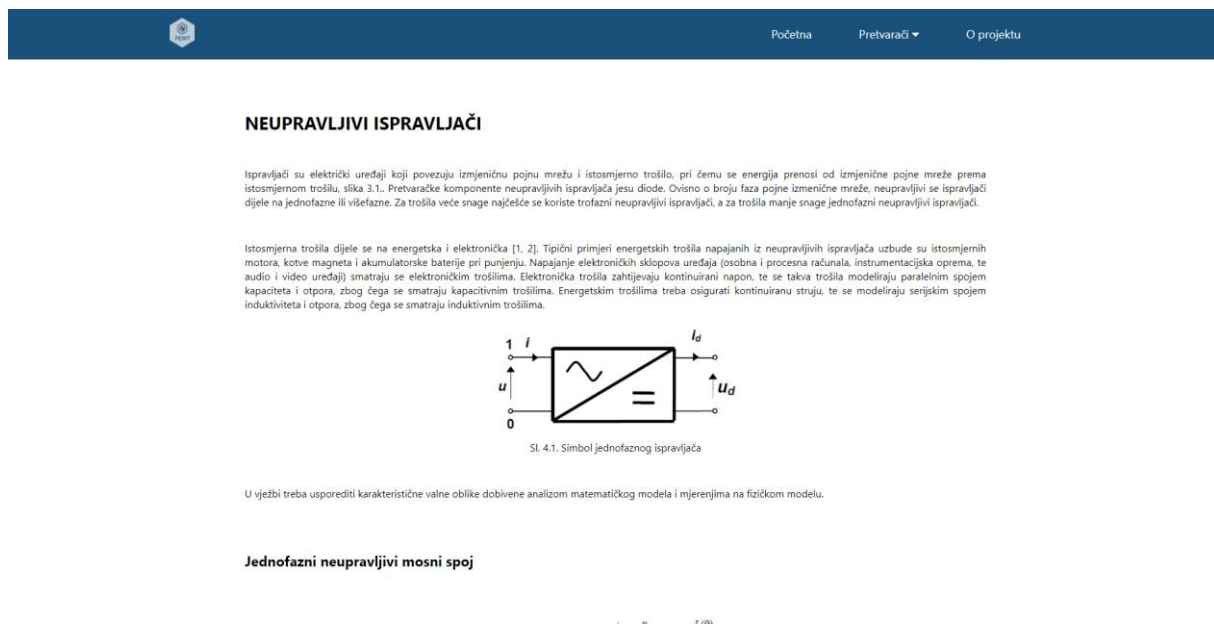 FERIT
Početna Pretvarači O projektu
NEUPRAVLJIVI ISPRAVLJAČI
Ispravljači su električki uređaji koji povezuju izmjeničnu pojnu mrežu i istosmjerno trošilo, pri čemu se energija prenosi od izmjenične pojne mreže prema
istosmjernom trošilu, slika 3.1.. Pretvaračke komponente neupravljivih ispravljača jesu diode. Ovisno o broju faza pojne izmenične mreže, neupravljivi se ispravljači
dijele na jednofazne ili višefazne. Za trošila veće snage najčešće se koriste trofazni neupravljivi ispravljači, a za trošila manje snage jednofazni neupravljivi ispravljači.
Istosmjerna trošila dijele se na energetska i elektronička [1, 2]. Tipični primjeri energetskih trošila napajanih iz neupravljivih ispravljača uzbude su istosmjernih
motora, kotve magneta i akumulatorske baterije pri punjenju. Napajanje elektroničkih sklopova uređaja (osobna i procesna računala, instrumentacijska oprema, te
audio i video uređaji) smatraju se elektroničkim trošilima. Elektronička trošila zahtijevaju kontinuirani napon, te se takva trošila modeliraju paralelnim spojem
kapaciteta i otpora, zbog čega se smatraju kapacitivnim trošilima. Energetskim trošilima treba osigurati kontinuiranu struju, te se modeliraju serijskim spojem
induktiviteta i otpora, zbog čega se smatraju induktivnim trošilima.
1 i i_d
u u_d
0
Sl. 4.1. Simbol jednofaznog ispravljača
U vježbi treba usporediti karakteristične valne oblike dobivene analizom matematičkog modela i mjerenjima na fizičkom modelu.
Jednofazni neupravljivi mosni spoj